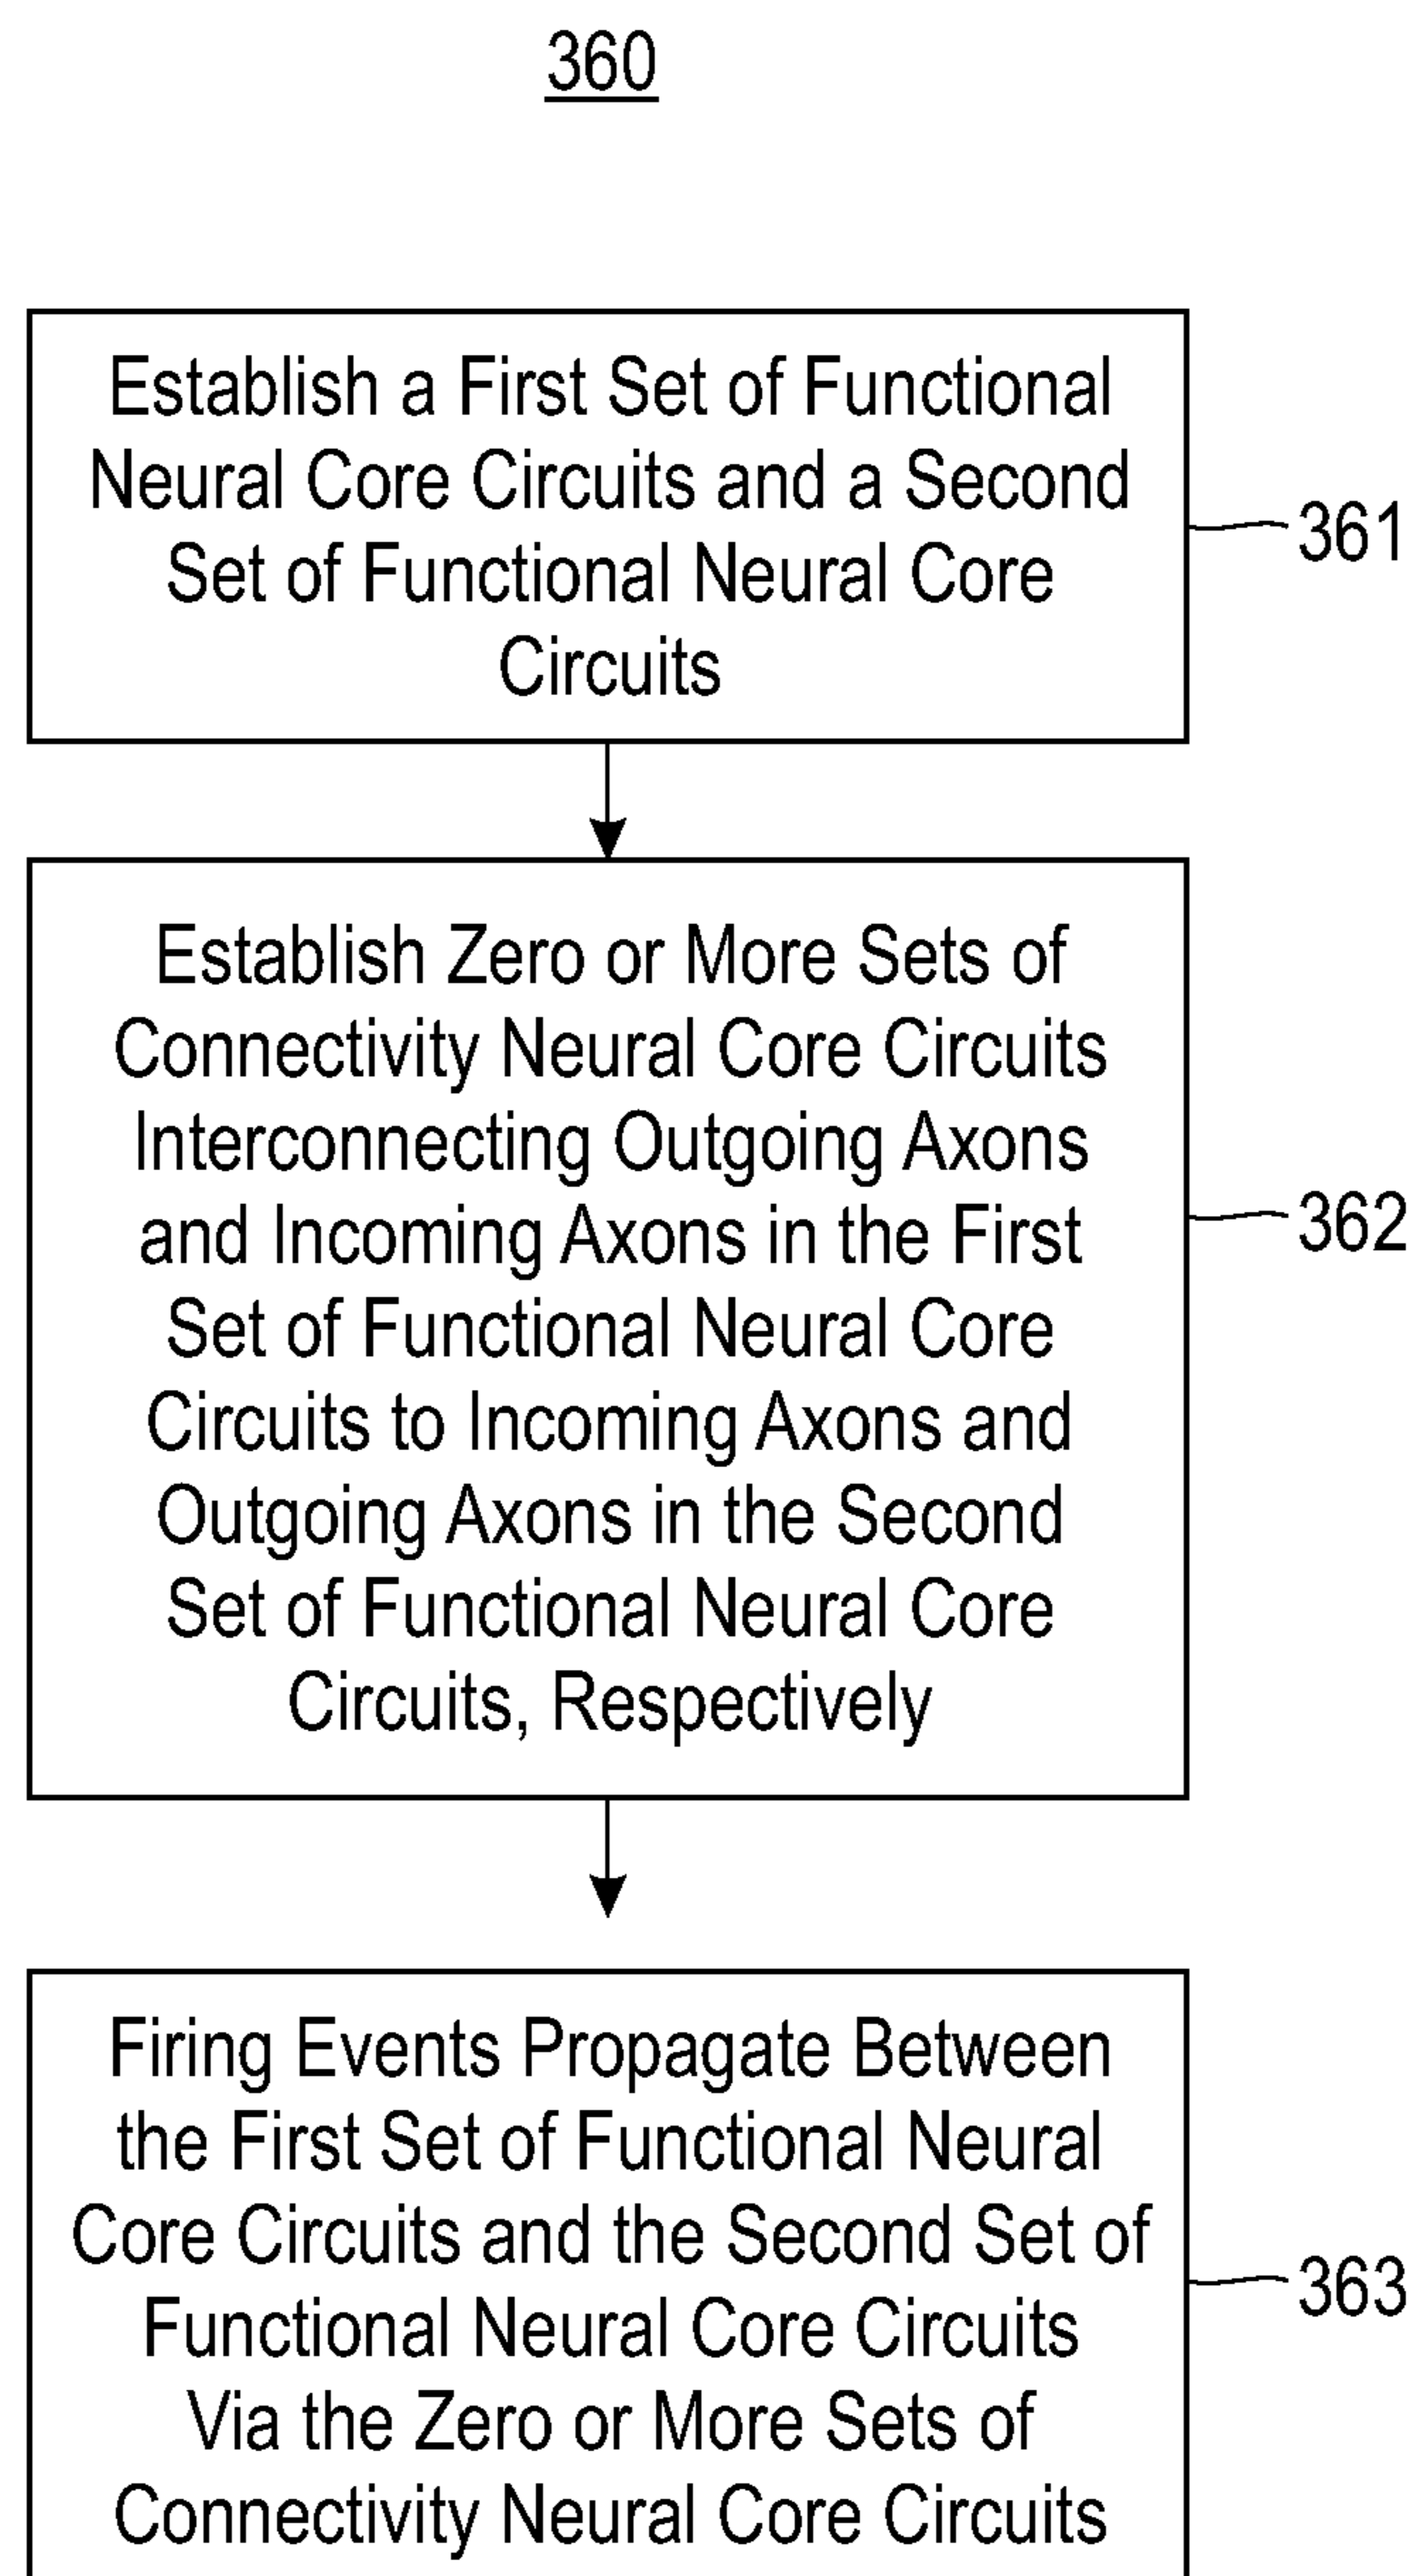 360
Establish a First Set of Functional
Neural Core Circuits and a Second
Set of Functional Neural Core
Circuits
361
Establish Zero or More Sets of
Connectivity Neural Core Circuits
Interconnecting Outgoing Axons
and Incoming Axons in the First
Set of Functional Neural Core
Circuits to Incoming Axons and
Outgoing Axons in the Second
Set of Functional Neural Core
Circuits, Respectively
362
Firing Events Propagate Between
the First Set of Functional Neural
Core Circuits and the Second Set of
Functional Neural Core Circuits
Via the Zero or More Sets of
Connectivity Neural Core Circuits
363